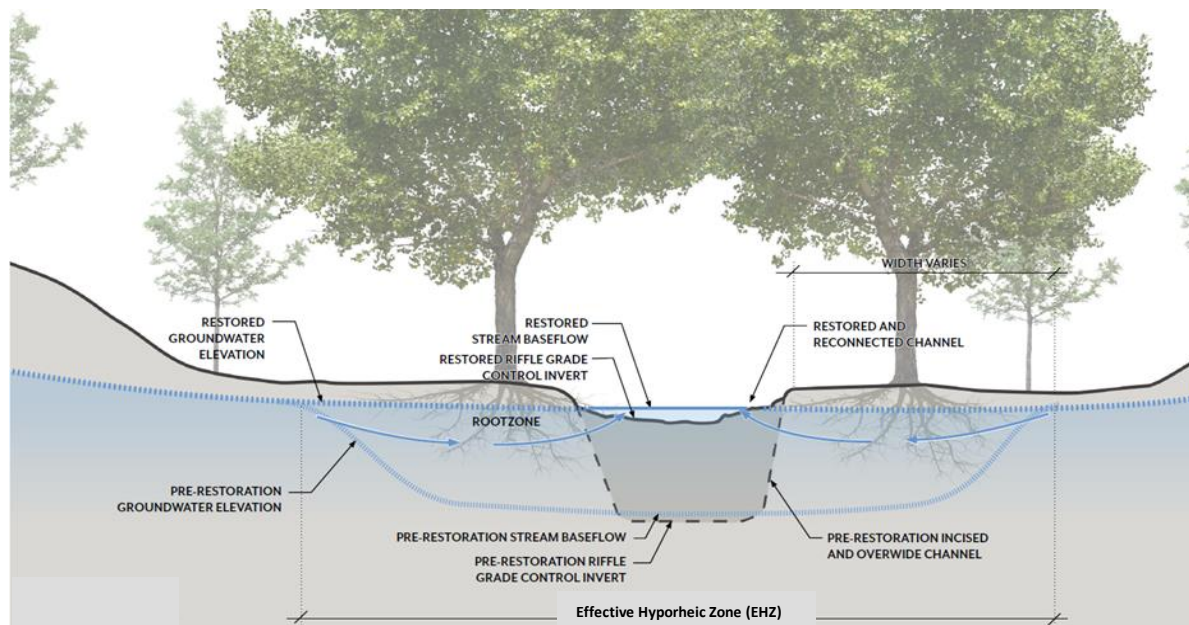 WIDTH VARIES
RESTORED
GROUNDWATER
ELEVATION
RESTORED
STREAM BASEFLOW
RESTORED RIFFLE GRADE
CONTROL INVERT
RESTORED AND
RECONNECTED CHANNEL
ROOTZONE
PRE-RESTORATION
GROUNDWATER ELEVATION
PRE-RESTORATION STREAM BASEFLOW
PRE-RESTORATION RIFFLE
GRADE CONTROL INVERT
PRE-RESTORATION INCISED
AND OVERWIDE CHANNEL
Effective Hyporheic Zone (EHZ)